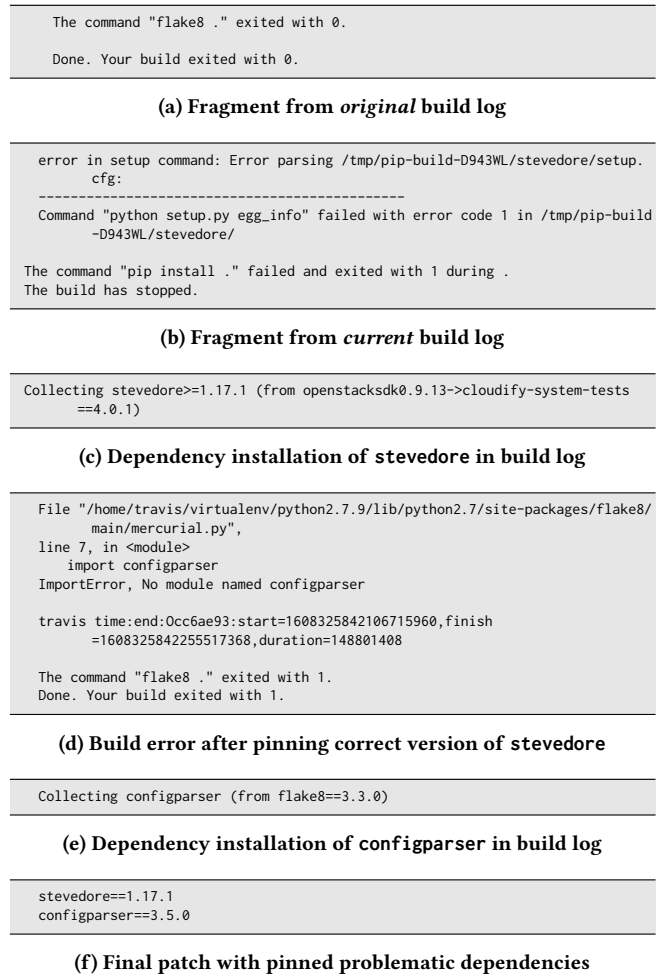 The command "flake8 ." exited with 0.
Done. Your build exited with 0.
(a) Fragment from original build log
error in setup command: Error parsing /tmp/pip-build-D943WL/stevedore/setup.
cfg:
----------------------------------------------
Command "python setup.py egg_info" failed with error code 1 in /tmp/pip-build
-D943WL/stevedore/
The command "pip install ." failed and exited with 1 during .
The build has stopped.
(b) Fragment from current build log
Collecting stevedore>=1.17.1 (from openstacksdk0.9.13->cloudify-system-tests
==4.0.1)
(c) Dependency installation of stevedore in build log
File "/home/travis/virtualenv/python2.7.9/lib/python2.7/site-packages/flake8/
main/mercurial.py",
line 7, in <module>
import configparser
ImportError, No module named configparser
travis time:end:0cc6ae93:start=1608325842106715960,finish
=1608325842255517368,duration=148801408
The command "flake8 ." exited with 1.
Done. Your build exited with 1.
(d) Build error after pinning correct version of stevedore
Collecting configparser (from flake8==3.3.0)
(e) Dependency installation of configparser in build log
stevedore==1.17.1
configparser==3.5.0
(f) Final patch with pinned problematic dependencies